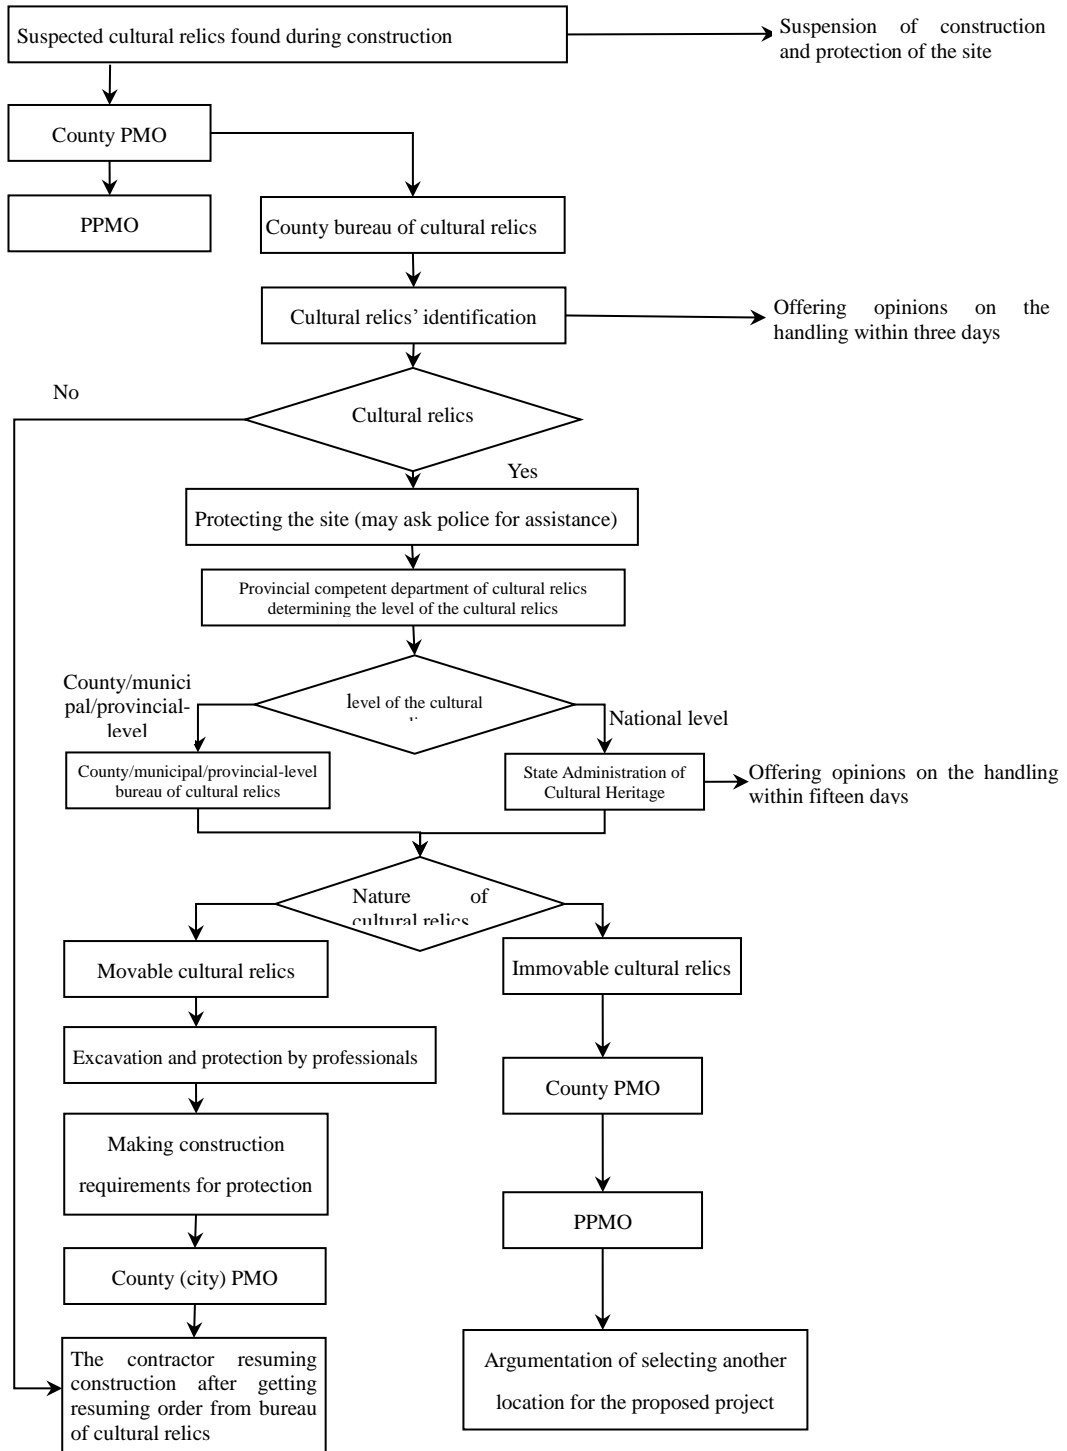 Suspected cultural relics found during construction
Suspension of construction
and protection of the site
County PMO
PPMO
County bureau of cultural relics
Cultural relics’ identification
Offering opinions on the
handling within three days
No
Cultural relics
Yes
Protecting the site (may ask police for assistance)
Provincial competent department of cultural relics
determining the level of the cultural relics
County/munici
pal/provincial-
level
level of the cultural
National level
County/municipal/provincial-level
bureau of cultural relics
State Administration of
Cultural Heritage
Offering opinions on the handling
within fifteen days
Nature of
cultural relics
Movable cultural relics
Immovable cultural relics
Excavation and protection by professionals
County PMO
Making construction
requirements for protection
PPMO
County (city) PMO
The contractor resuming
construction after getting
resuming order from bureau
of cultural relics
Argumentation of selecting another
location for the proposed project